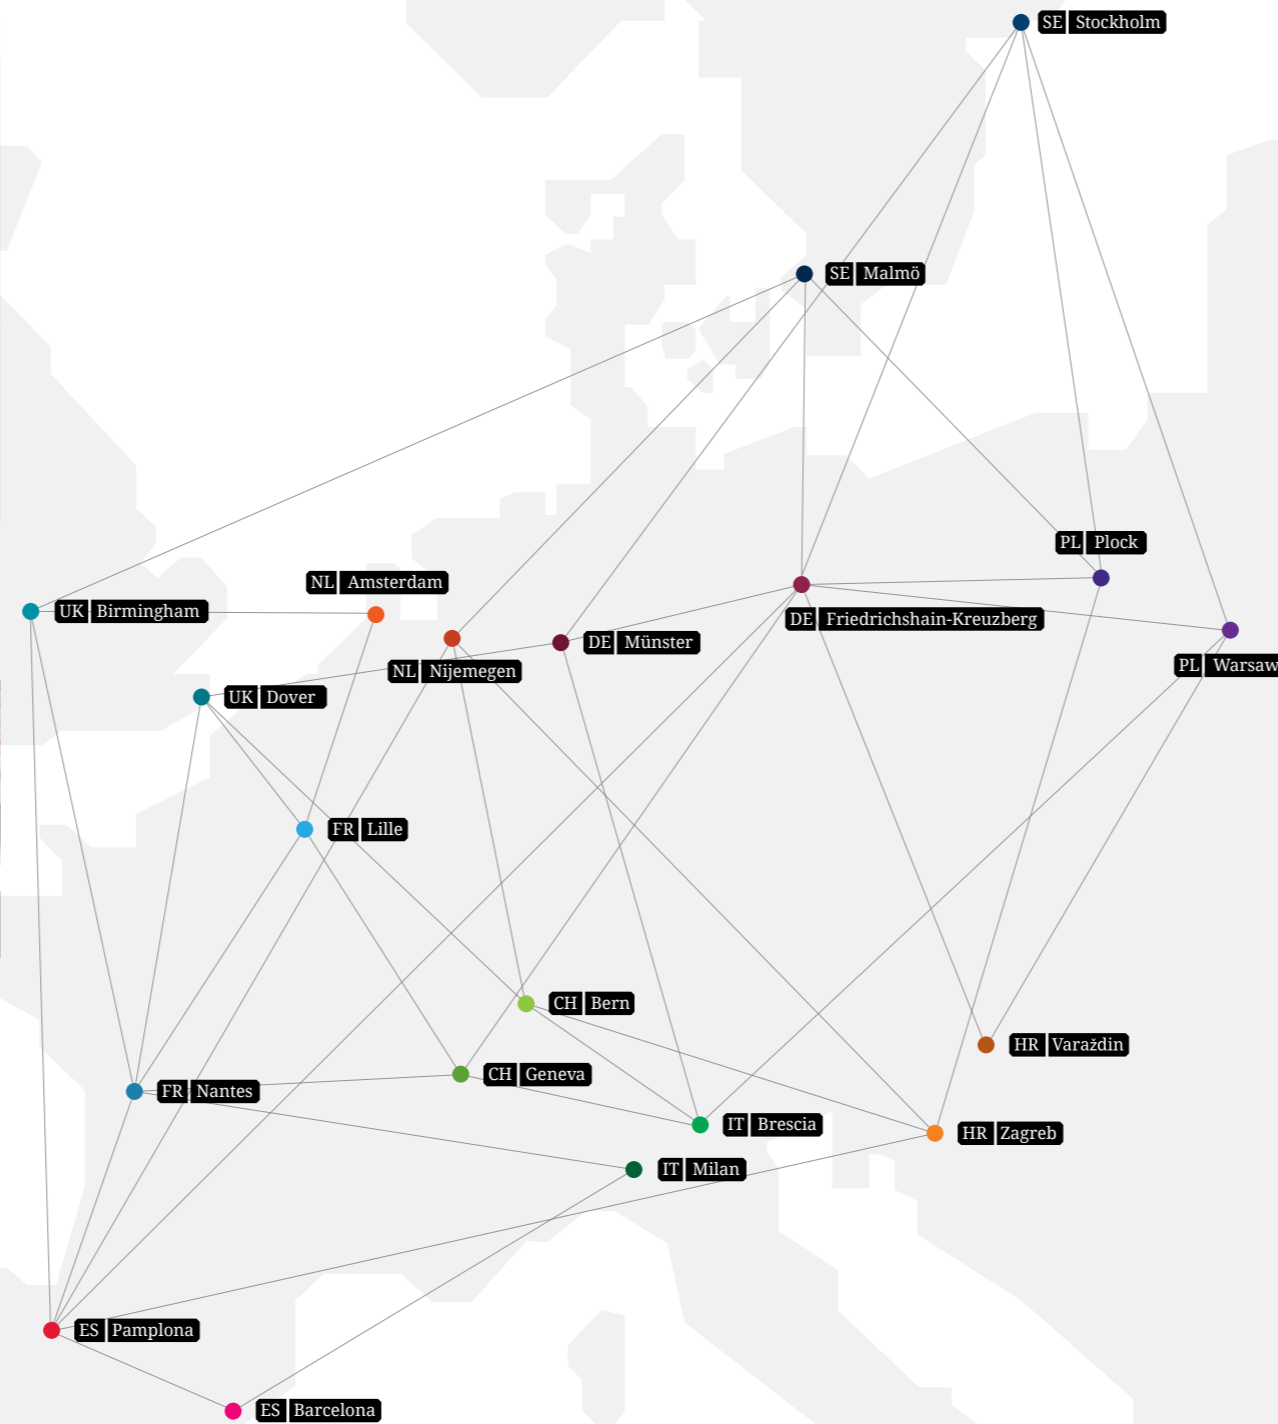 SE Stockholm
SE Malmö
PL Plock
NL Amsterdam
UK Birmingham
DE Friedrichshain-Kreuzberg
DE Münster
PL Warsaw
NL Nijemegen
UK Dover
FR Lille
CH Bern
HR Varaždin
CH Geneva
FR Nantes
IT Brescia
HR Zagreb
IT Milan
ES Pamplona
ES Barcelona